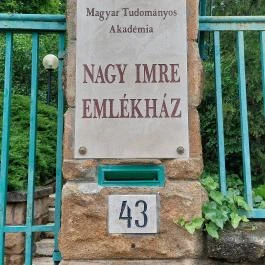 Magyar Tudományos
Akadémia
NAGY IMRE
EMLÉKHÁZ
43